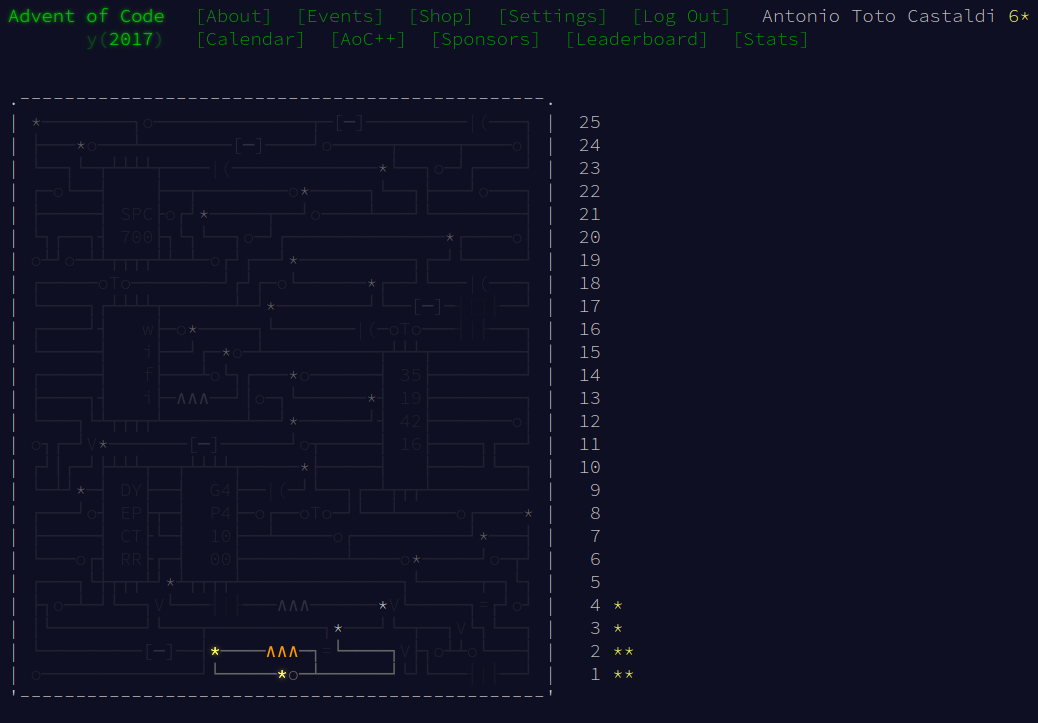 Advent of Code [About] [Events] [Shop] [Settings] [Log Out] Antonio Toto Castaldi 6*
y(2017) [Calendar] [AoC++] [Sponsors] [Leaderboard] [Stats]
25
24
23
22
SPC 21
700 20
19
18
17
w 16
i 15
f 35 14
i 19 13
42 12
16 11
10
DY G4 9
EP P4 8
CT 10 7
RR 00 6
5
4 *
3 *
2 **
1 **